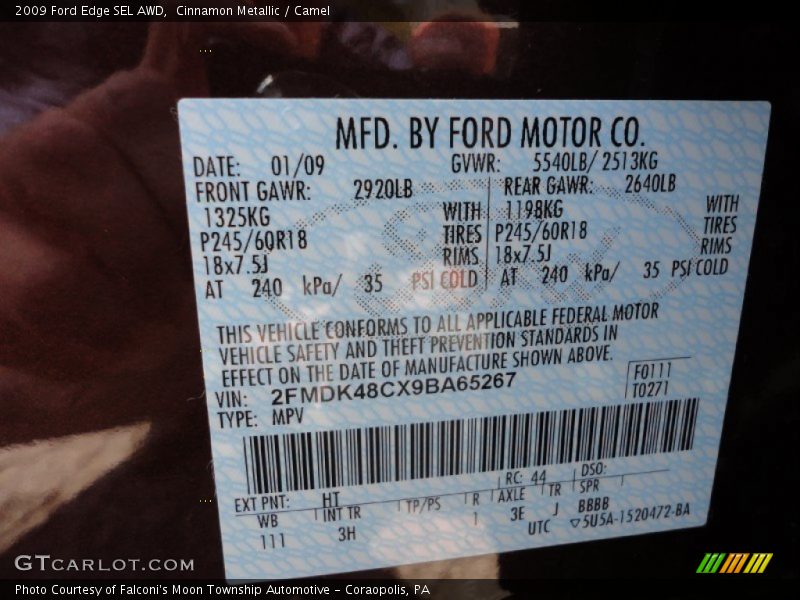 2009 Ford Edge SEL AWD, Cinnamon Metallic / Camel
MFD. BY FORD MOTOR CO.
DATE: 01/09 GVWR: 5540LB/ 2513KG
FRONT GAWR: 2920LB REAR GAWR: 2640LB
1325KG WITH 1198KG WITH
P245/60R18 TIRES P245/60R18 TIRES
18x7.5J RIMS 18x7.5J RIMS
AT 240 kPa/ 35 PSI COLD AT 240 kPa/ 35 PSI COLD
THIS VEHICLE CONFORMS TO ALL APPLICABLE FEDERAL MOTOR
VEHICLE SAFETY AND THEFT PREVENTION STANDARDS IN
EFFECT ON THE DATE OF MANUFACTURE SHOWN ABOVE.
VIN: 2FMDK48CX9BA65267 F0111
TYPE: MPV T0271
EXT PNT: HT RC: 44 DSO:
WB INT TR TP/PS R AXLE TR SPR
111 3H 1 3E J BBBB
UTC ▽5U5A-1520472-BA
GTCARLOT.COM
Photo Courtesy of Falconi's Moon Township Automotive - Coraopolis, PA